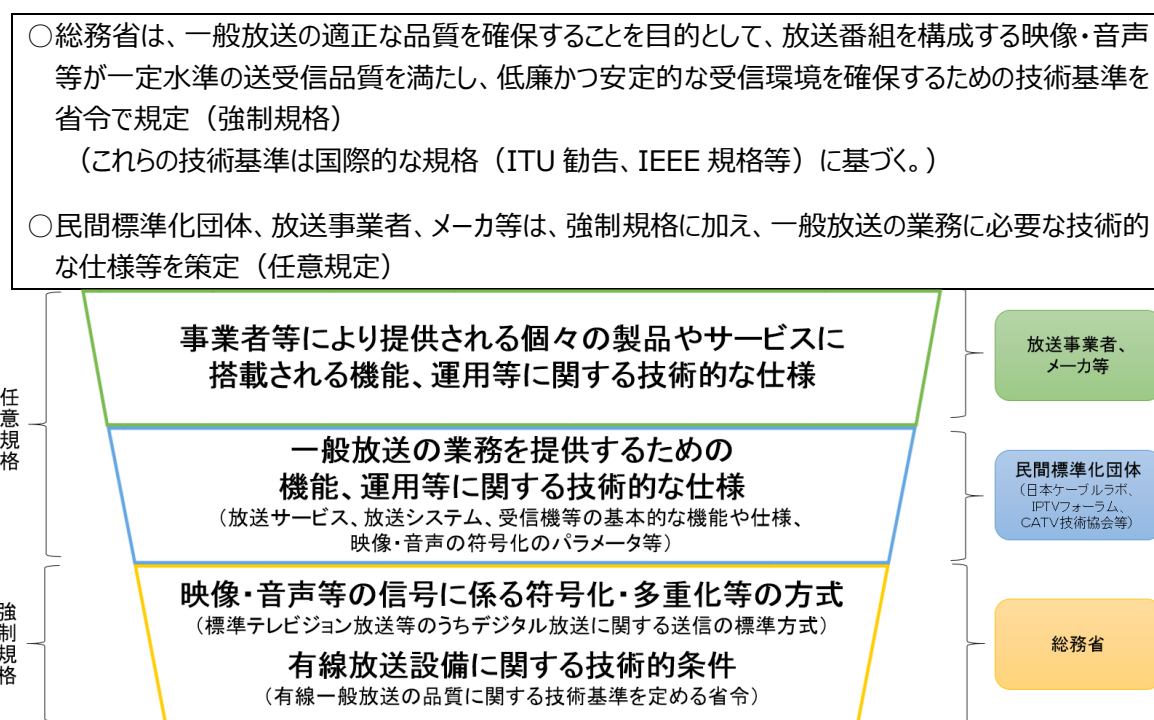 ○総務省は、一般放送の適正な品質を確保することを目的として、放送番組を構成する映像・音声
等が一定水準の送受信品質を満たし、低廉かつ安定的な受信環境を確保するための技術基準を
省令で規定（強制規格）
（これらの技術基準は国際的な規格（ITU 勧告、IEEE 規格等）に基づく。）
○民間標準化団体、放送事業者、メーカ等は、強制規格に加え、一般放送の業務に必要な技術的
な仕様等を策定（任意規定）
任意規格
事業者等により提供される個々の製品やサービスに
搭載される機能、運用等に関する技術的な仕様
放送事業者、
メーカ等
一般放送の業務を提供するための
機能、運用等に関する技術的な仕様
（放送サービス、放送システム、受信機等の基本的な機能や仕様、
映像・音声の符号化のパラメータ等）
民間標準化団体
（日本ケーブルラボ、
IPTVフォーラム、
CATV技術協会等）
強制規格
映像・音声等の信号に係る符号化・多重化等の方式
（標準テレビジョン放送等のうちデジタル放送に関する送信の標準方式）
有線放送設備に関する技術的条件
（有線一般放送の品質に関する技術基準を定める省令）
総務省